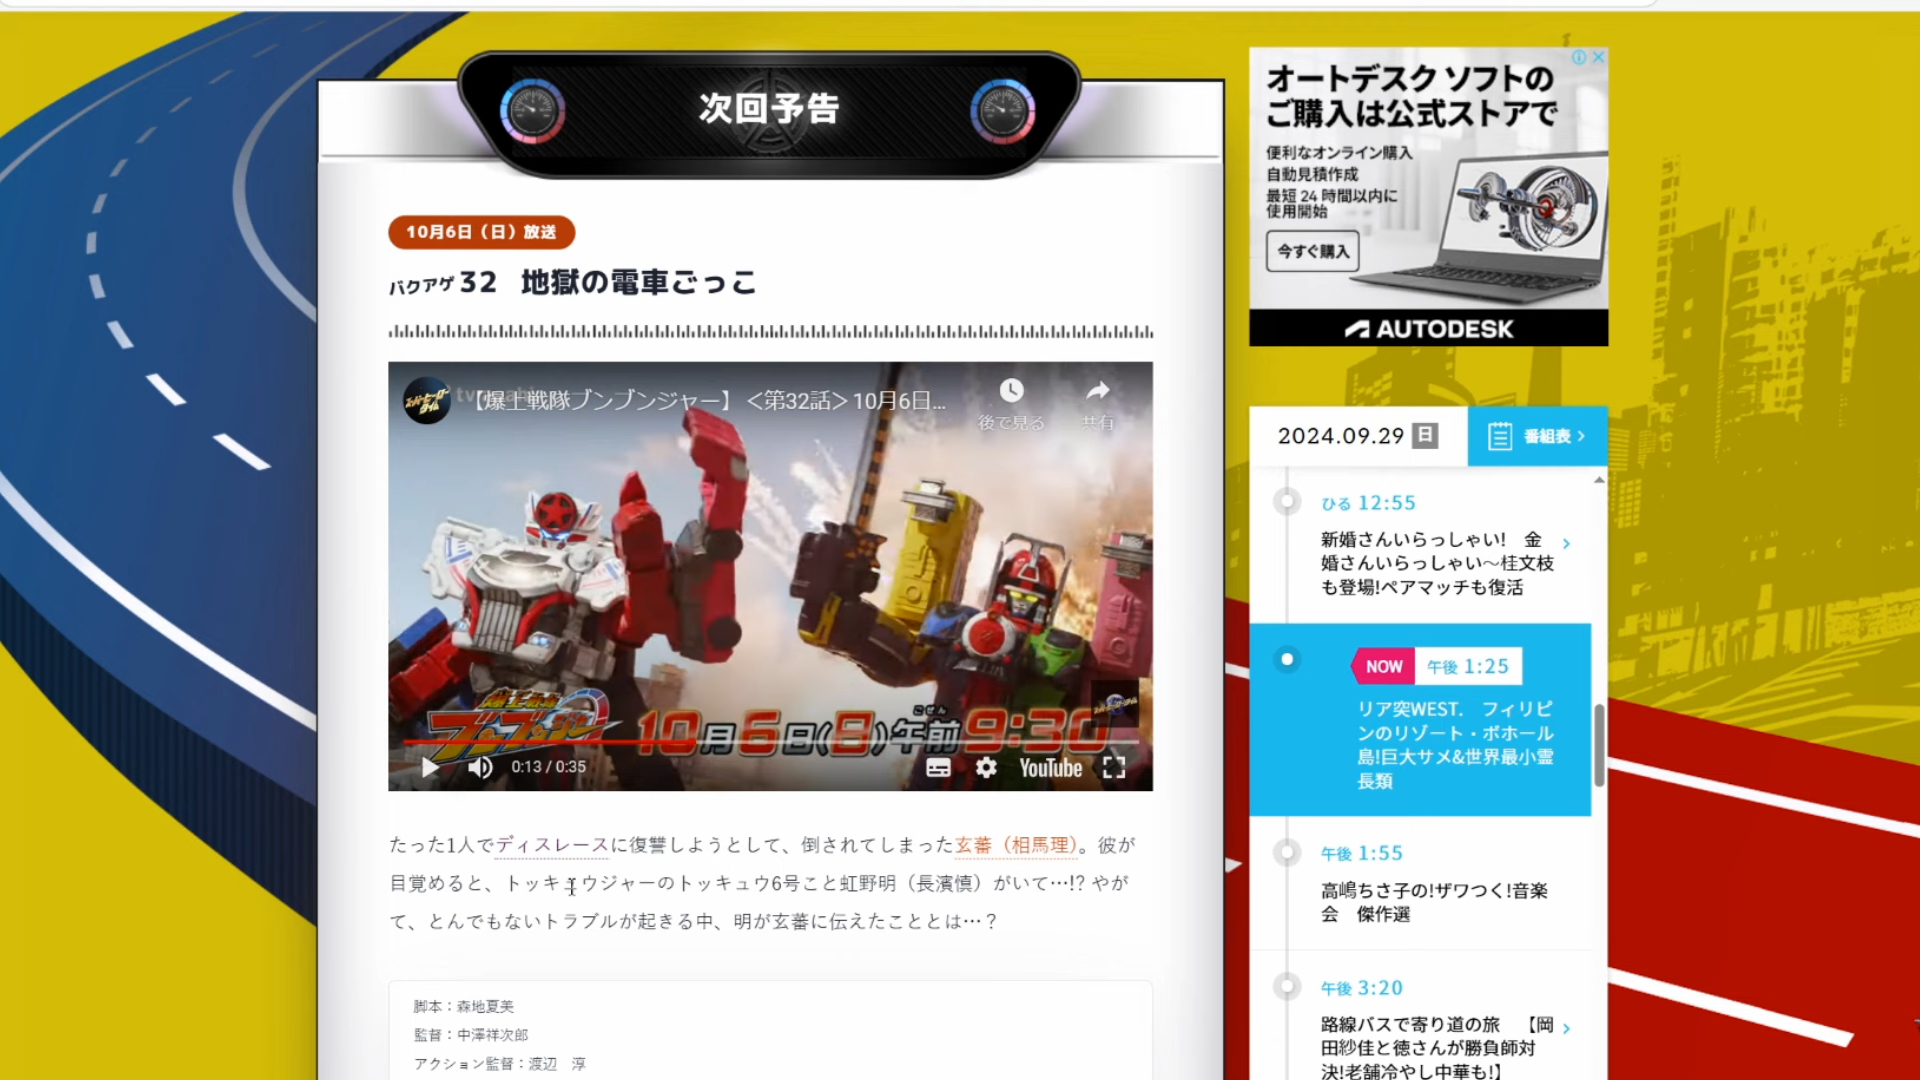 次回予告
10月6日（日）放送
バクアゲ32 地獄の電車ごっこ
【爆上戦隊ブンブンジャー】＜第32話＞10月6日...
後で見る
共有
爆上戦隊
ブンブンジャー
10月6日(日)午前9:30
ごぜん
0:13 / 0:35
YouTube
たった1人でディスレースに復讐しようとして、倒されてしまった玄蕃（相馬理）。彼が
目覚めると、トッキュウジャーのトッキュウ6号こと虹野明（長濱慎）がいて…!? やが
て、とんでもないトラブルが起きる中、明が玄蕃に伝えたこととは…？
脚本：森地夏美
監督：中澤祥次郎
アクション監督：渡辺　淳
オートデスク ソフトの
ご購入は公式ストアで
便利なオンライン購入
自動見積作成
最短 24 時間以内に
使用開始
今すぐ購入
AUTODESK
2024.09.29 日
番組表
ひる 12:55
新婚さんいらっしゃい!　金
婚さんいらっしゃい～桂文枝
も登場!ペアマッチも復活
NOW 午後 1:25
リア突WEST.　フィリピ
ンのリゾート・ボホール
島!巨大サメ&世界最小霊
長類
午後 1:55
高嶋ちさ子の!ザワつく!音楽
会　傑作選
午後 3:20
路線バスで寄り道の旅　【岡
田紗佳と徳さんが勝負師対
決!老舗冷やし中華も!】